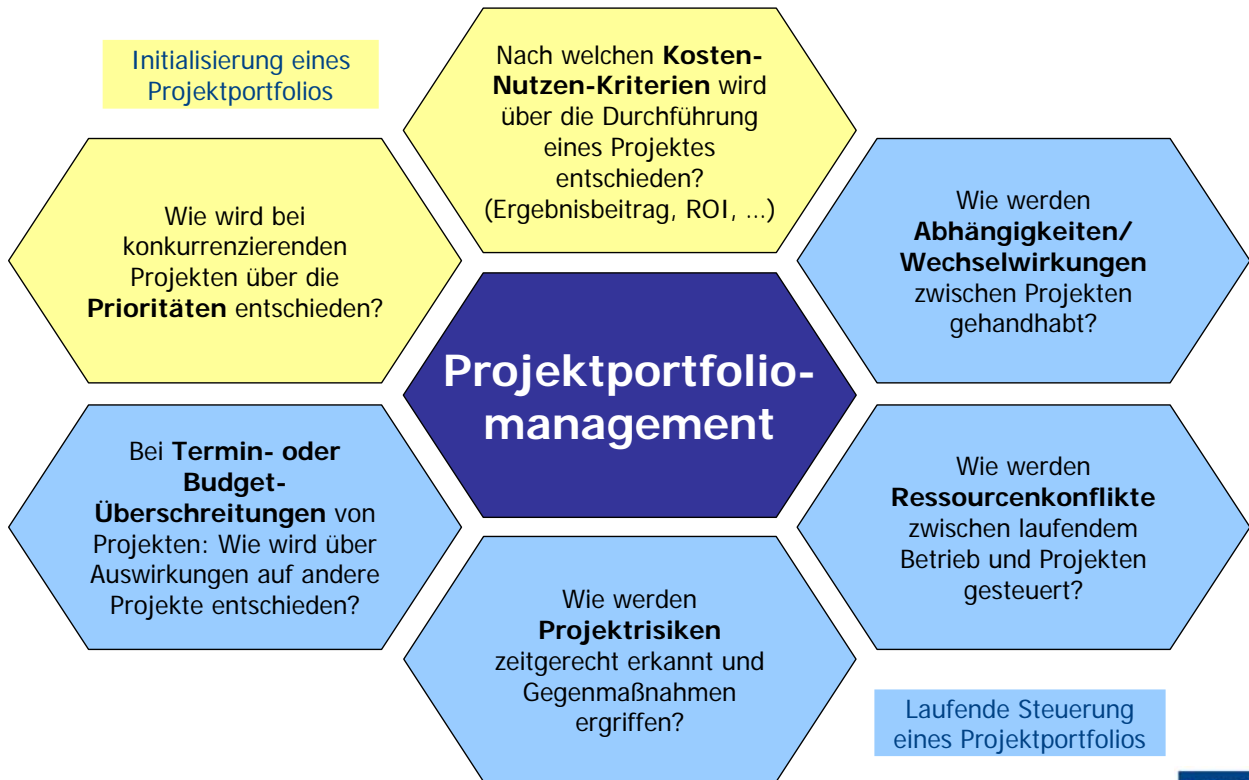 Initialisierung eines
Projektportfolios
Nach welchen Kosten-
Nutzen-Kriterien wird
über die Durchführung
eines Projektes
entschieden?
(Ergebnisbeitrag, ROI, ...)
Wie wird bei
konkurrenzierenden
Projekten über die
Prioritäten entschieden?
Wie werden
Abhängigkeiten/
Wechselwirkungen
zwischen Projekten
gehandhabt?
Projektportfolio-
management
Bei Termin- oder
Budget-
Überschreitungen von
Projekten: Wie wird über
Auswirkungen auf andere
Projekte entschieden?
Wie werden
Ressourcenkonflikte
zwischen laufendem
Betrieb und Projekten
gesteuert?
Wie werden
Projektrisiken
zeitgerecht erkannt und
Gegenmaßnahmen
ergriffen?
Laufende Steuerung
eines Projektportfolios